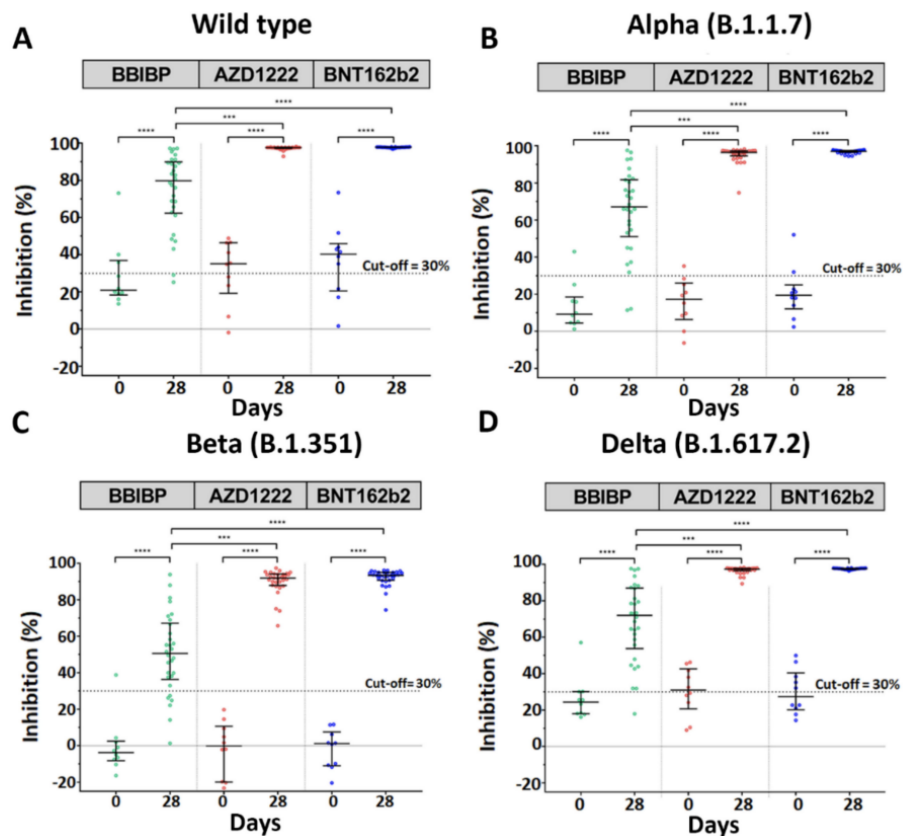 A
Wild type
BBIBP AZD1222 BNT162b2
****
***
**** **** ****
100
80
60
40
20
0
-20
Inhibition (%)
Cut-off = 30%
0 28 0 28 0 28
Days
B
Alpha (B.1.1.7)
BBIBP AZD1222 BNT162b2
****
***
**** **** ****
100
80
60
40
20
0
-20
Inhibition (%)
Cut-off = 30%
0 28 0 28 0 28
Days
C
Beta (B.1.351)
BBIBP AZD1222 BNT162b2
****
***
**** **** ****
100
80
60
40
20
0
-20
Inhibition (%)
Cut-off= 30%
0 28 0 28 0 28
Days
D
Delta (B.1.617.2)
BBIBP AZD1222 BNT162b2
****
***
**** **** ****
100
80
60
40
20
0
-20
Inhibition (%)
Cut-off = 30%
0 28 0 28 0 28
Days